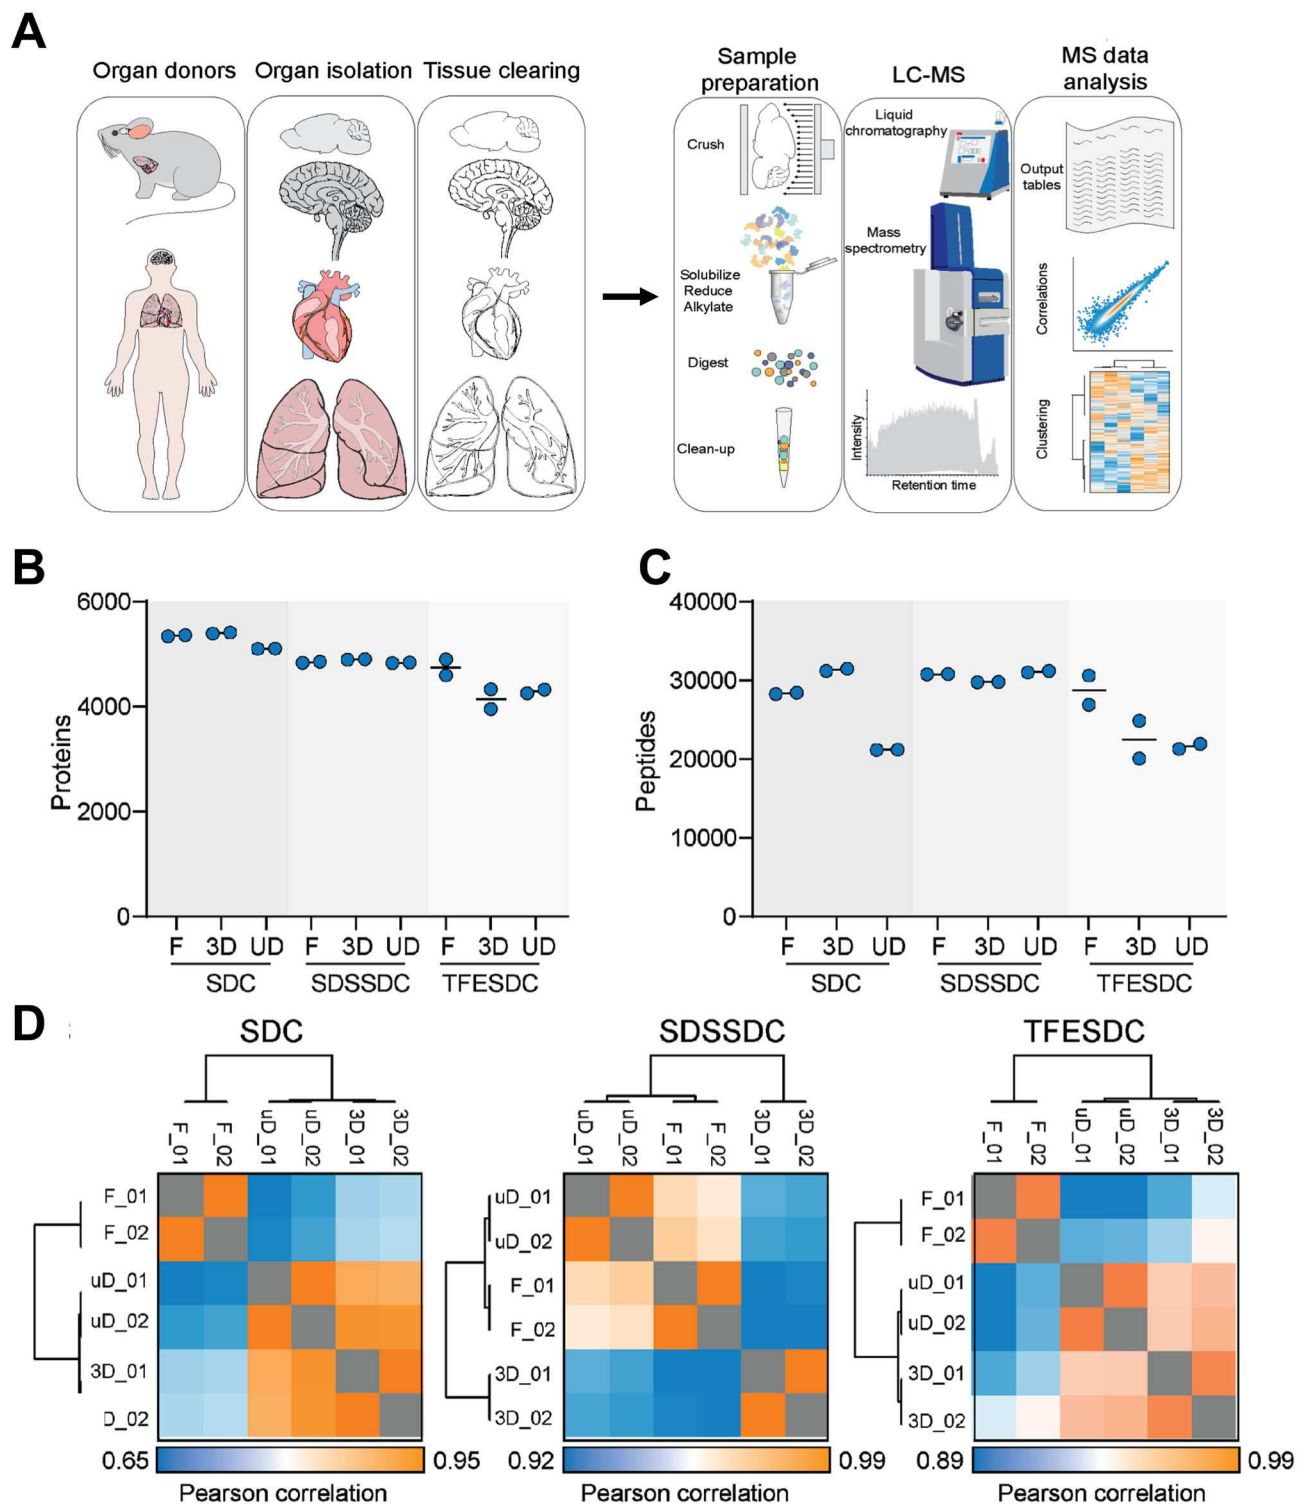 A
Organ donors
Organ isolation
Tissue clearing
Sample
preparation
LC-MS
MS data
analysis
Crush
Solubilize
Reduce
Alkylate
Digest
Clean-up
Liquid
chromatography
Mass
spectrometry
Intensity
Retention time
Output
tables
Correlations
Clustering
B
Proteins
6000
4000
2000
0
F 3D UD F 3D UD F 3D UD
SDC SDSSDC TFESDC
C
Peptides
40000
30000
20000
10000
0
F 3D UD F 3D UD F 3D UD
SDC SDSSDC TFESDC
D
SDC
F_01 F_02 uD_01 uD_02 3D_01 3D_02
F_01
F_02
uD_01
uD_02
3D_01
D_02
0.65 0.95
Pearson correlation
SDSSDC
uD_01 uD_02 F_01 F_02 3D_01 3D_02
uD_01
uD_02
F_01
F_02
3D_01
3D_02
0.92 0.99
Pearson correlation
TFESDC
F_01 F_02 uD_01 uD_02 3D_01 3D_02
F_01
F_02
uD_01
uD_02
3D_01
3D_02
0.89 0.99
Pearson correlation